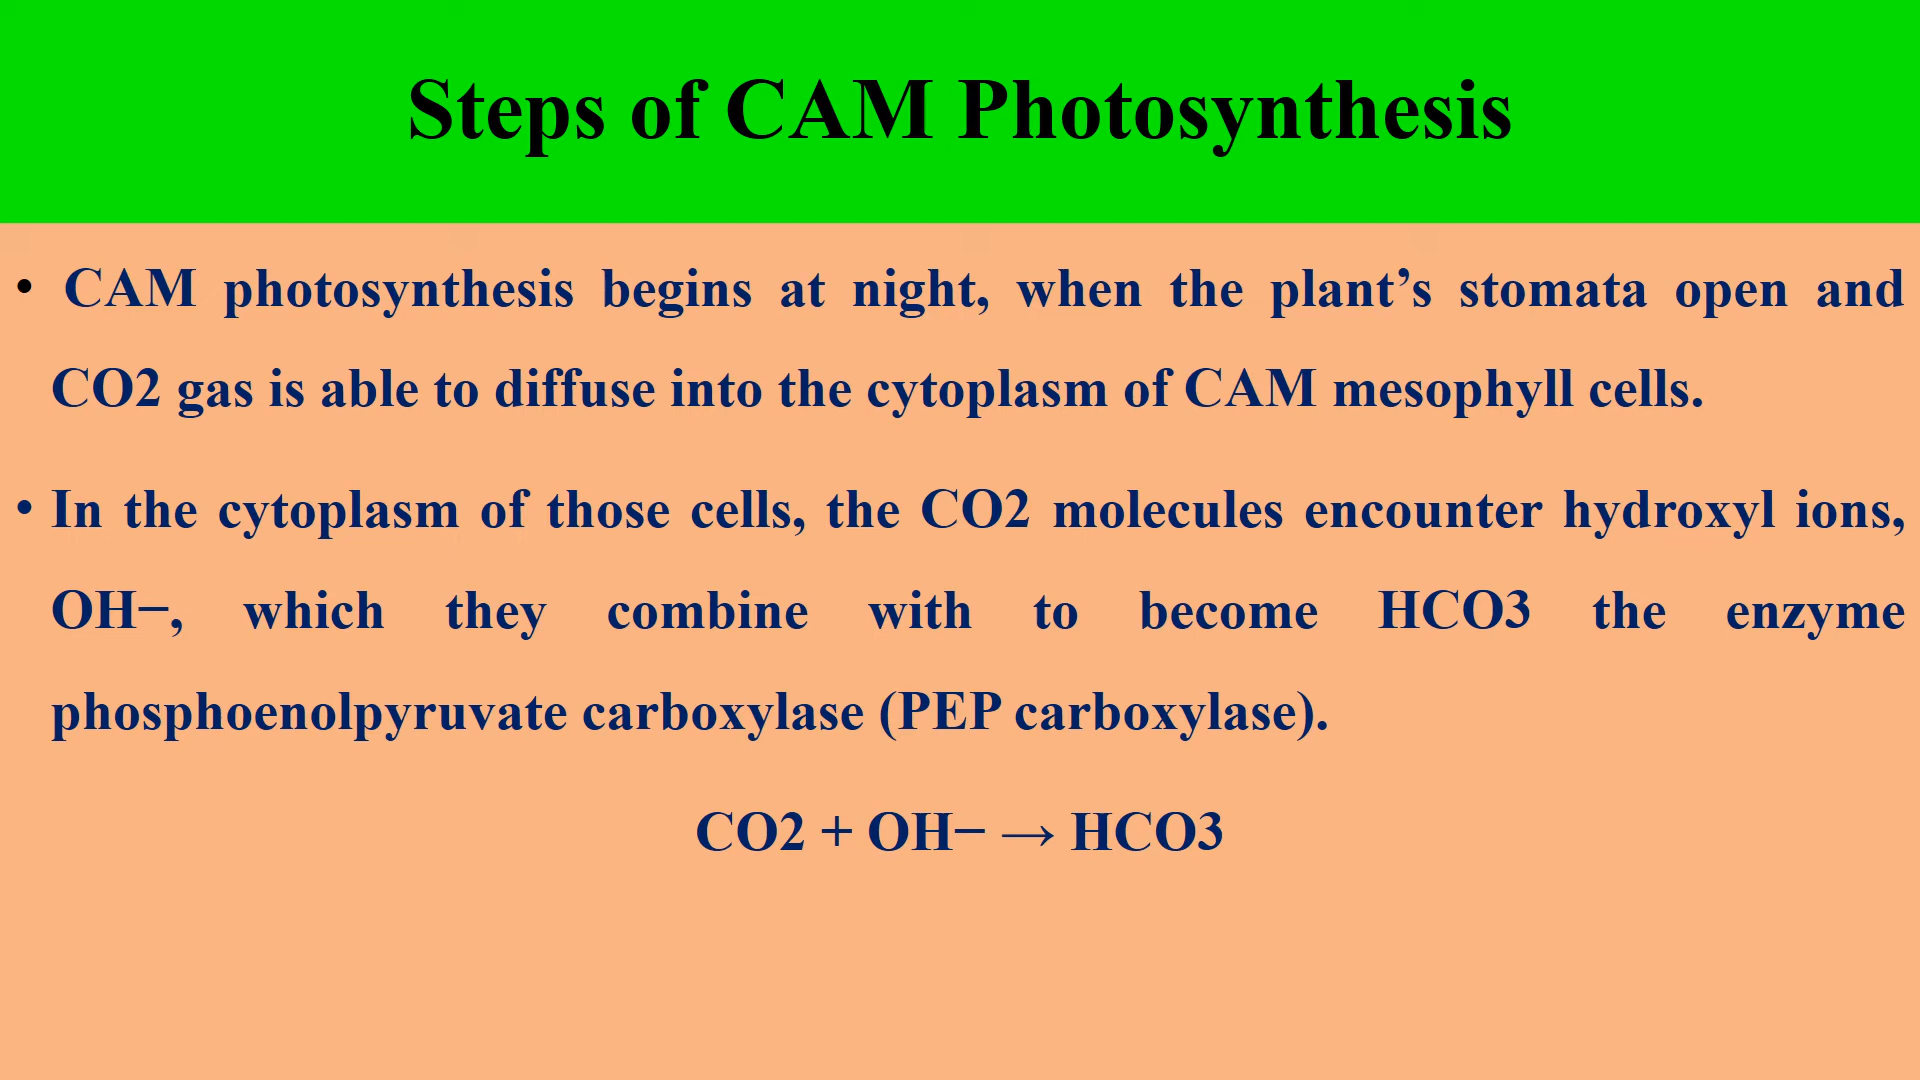 Steps of CAM Photosynthesis
• CAM photosynthesis begins at night, when the plant’s stomata open and
CO2 gas is able to diffuse into the cytoplasm of CAM mesophyll cells.
• In the cytoplasm of those cells, the CO2 molecules encounter hydroxyl ions,
OH−, which they combine with to become HCO3 the enzyme
phosphoenolpyruvate carboxylase (PEP carboxylase).
CO2 + OH− → HCO3